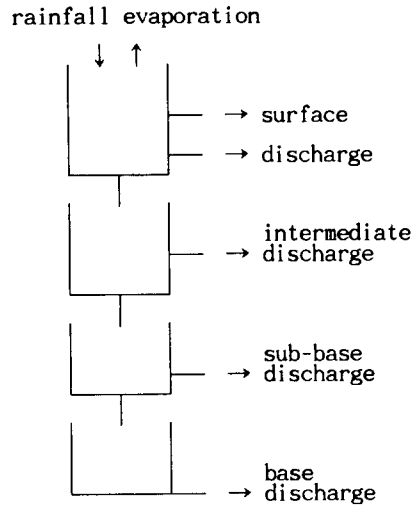 rainfall evaporation
surface
discharge
intermediate
discharge
sub-base
discharge
base
discharge